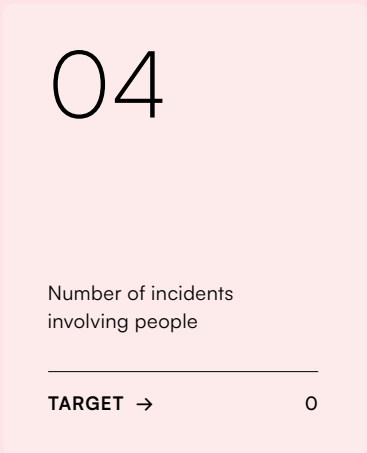 04
Number of incidents
involving people
TARGET → 0